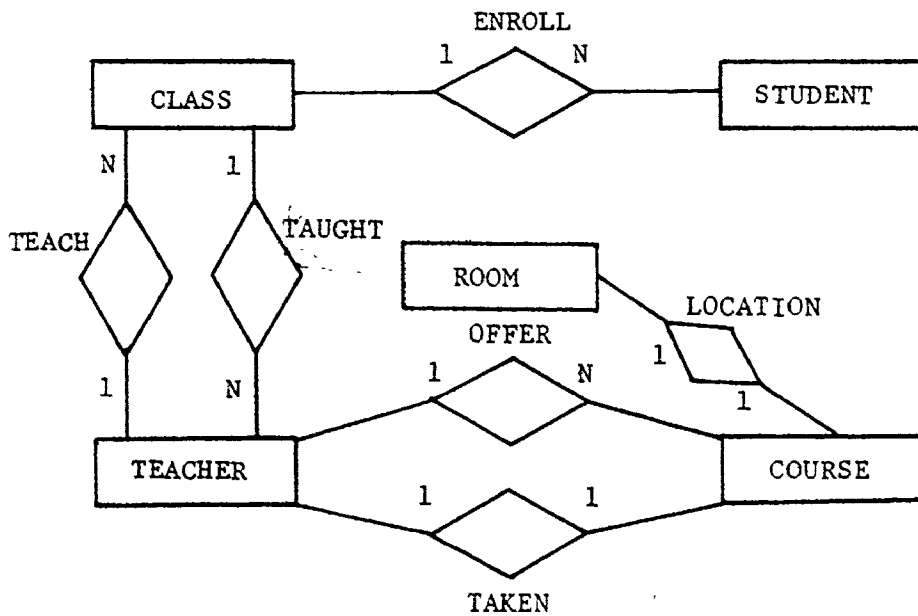 ENROLL
1 N
CLASS
STUDENT
N 1
TEACH
TAUGHT
ROOM
LOCATION
OFFER
1
1
1 N
1 N
1
TEACHER
COURSE
1 1
TAKEN